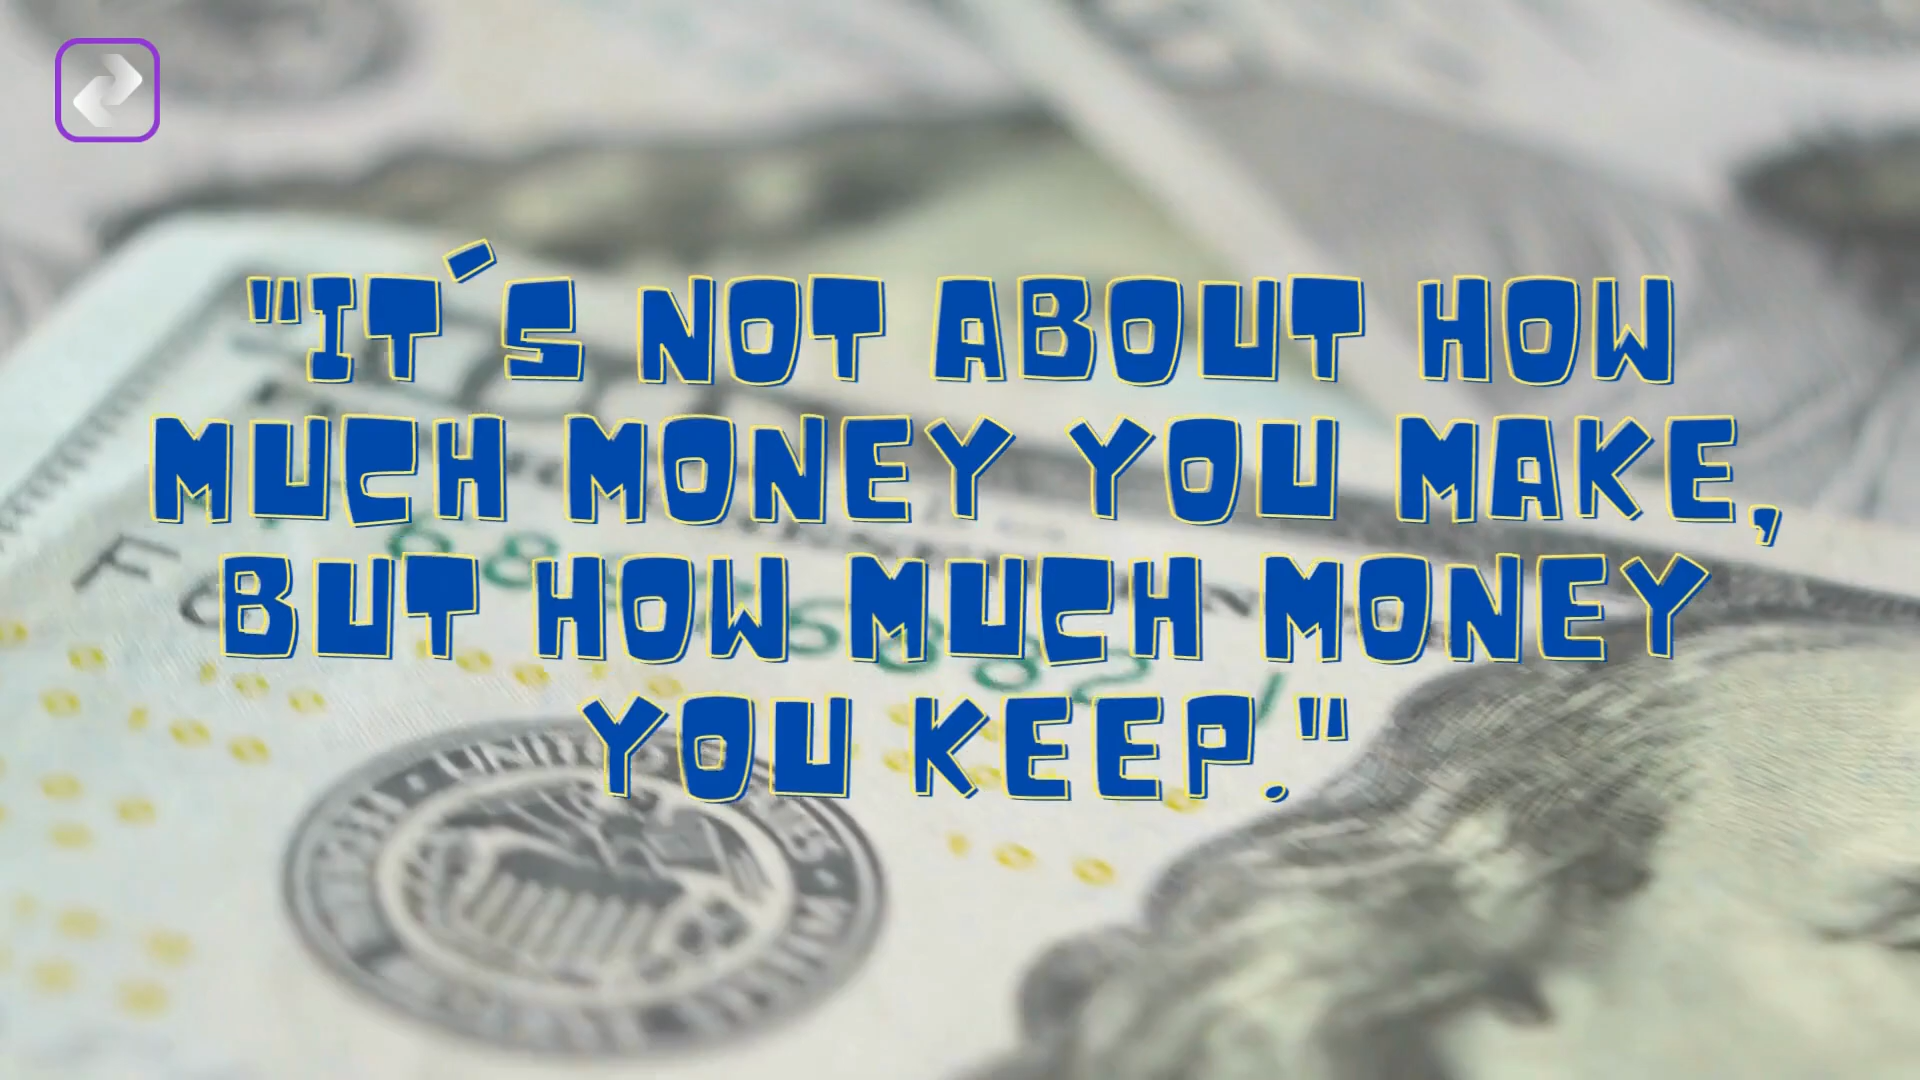 "IT´S NOT ABOUT HOW
MUCH MONEY YOU MAKE,
BUT HOW MUCH MONEY
YOU KEEP."